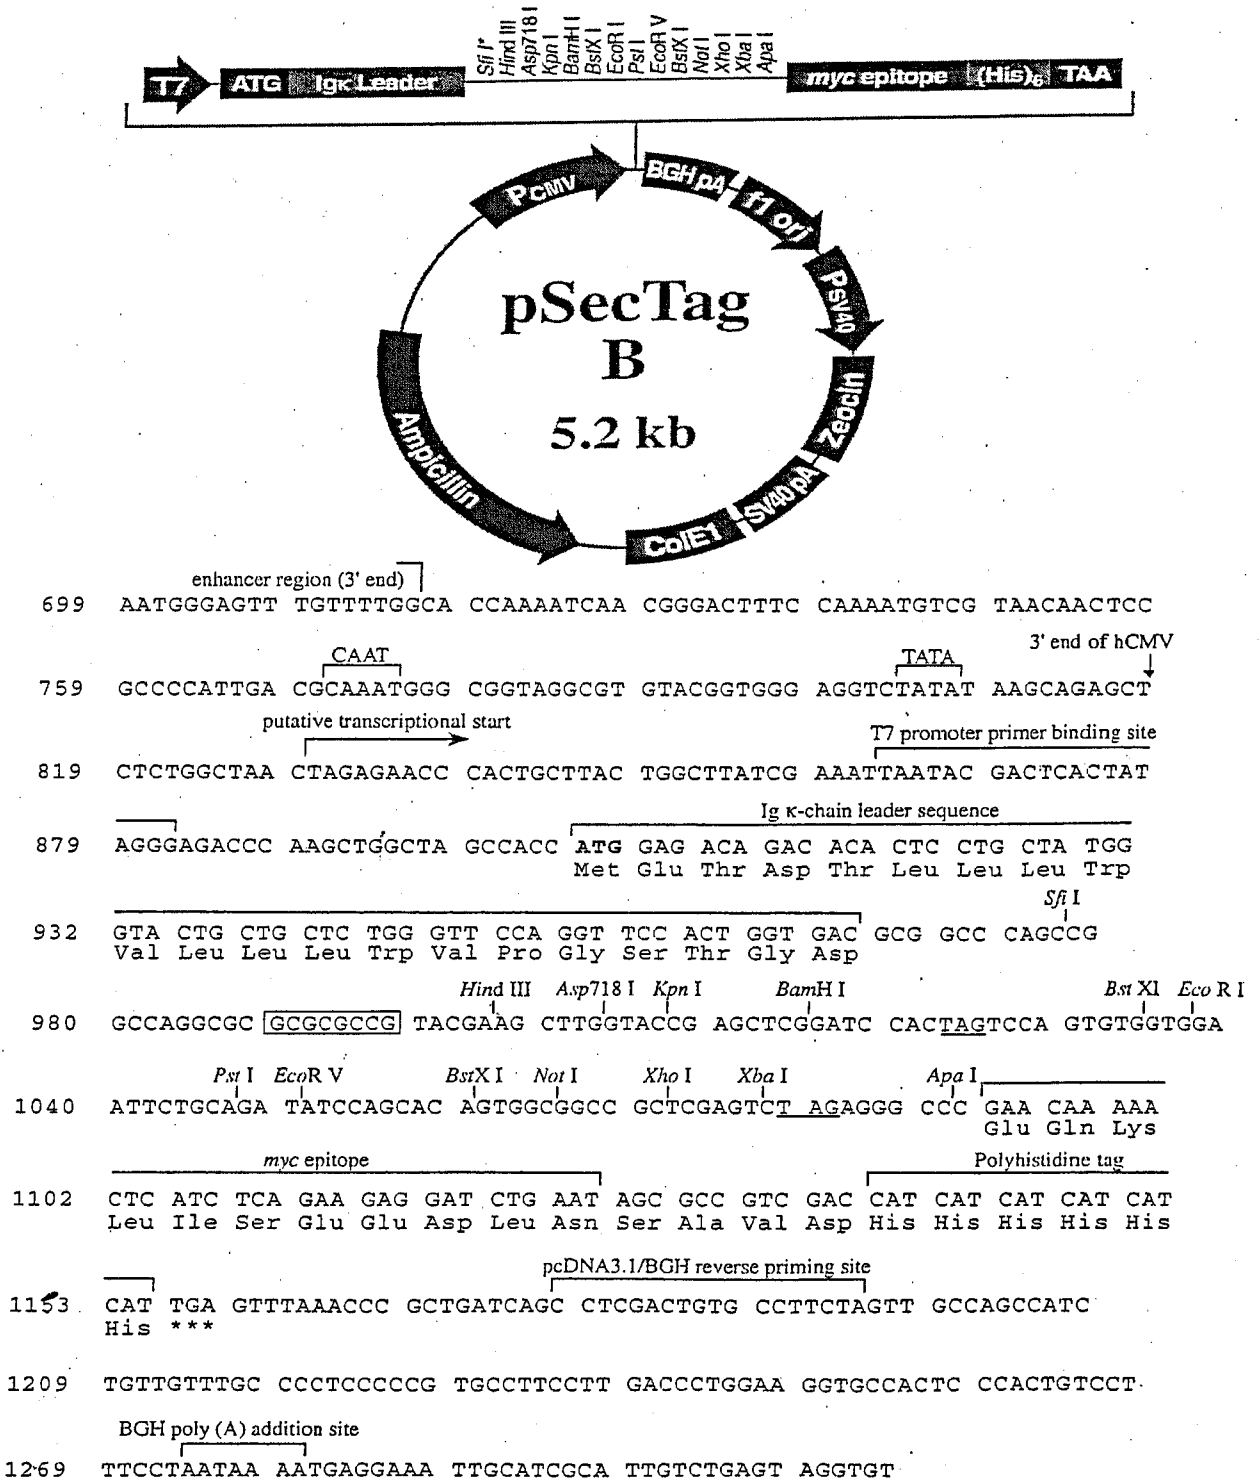 Sfi I*
Hind III
Asp718 I
Kpn I
BamH I
BstX I
EcoR I
Pst I
EcoR V
BstX I
Not I
Xho I
Xba I
Apa I
T7 ATG Igκ Leader myc epitope (His)6 TAA
PCMV
BGH pA
f1 ori
PSV40
Zeocin
SV40 pA
ColE1
Ampicillin
pSecTag
B
5.2 kb
enhancer region (3' end)
699 AATGGGAGTT TGTTTTGGCA CCAAAATCAA CGGGACTTTC CAAAATGTCG TAACAACTCC
CAAT TATA 3' end of hCMV
759 GCCCCATTGA CGCAAATGGG CGGTAGGCGT GTACGGTGGG AGGTCTATAT AAGCAGAGCT
putative transcriptional start T7 promoter primer binding site
819 CTCTGGCTAA CTAGAGAACC CACTGCTTAC TGGCTTATCG AAATTAATAC GACTCACTAT
Ig κ-chain leader sequence
879 AGGGAGACCC AAGCTGGCTA GCCACC ATG GAG ACA GAC ACA CTC CTG CTA TGG
Met Glu Thr Asp Thr Leu Leu Leu Trp
Sfi I
932 GTA CTG CTG CTC TGG GTT CCA GGT TCC ACT GGT GAC GCG GCC CAGCCG
Val Leu Leu Leu Trp Val Pro Gly Ser Thr Gly Asp
Hind III Asp718 I Kpn I BamH I Bst XI Eco R I
980 GCCAGGCGC GCGCGCCG TACGAAG CTTGGTACCG AGCTCGGATC CACTAGTCCA GTGTGGTGGA
Pst I EcoR V BstX I Not I Xho I Xba I Apa I
1040 ATTCTGCAGA TATCCAGCAC AGTGGCGGCC GCTCGAGTCT AGAGGG CCC GAA CAA AAA
Glu Gln Lys
myc epitope Polyhistidine tag
1102 CTC ATC TCA GAA GAG GAT CTG AAT AGC GCC GTC GAC CAT CAT CAT CAT CAT
Leu Ile Ser Glu Glu Asp Leu Asn Ser Ala Val Asp His His His His His
pcDNA3.1/BGH reverse priming site
1153 CAT TGA GTTTAAACCC GCTGATCAGC CTCGACTGTG CCTTCTAGTT GCCAGCCATC
His ***
1209 TGTTGTTTGC CCCTCCCCCG TGCCTTCCTT GACCCTGGAA GGTGCCACTC CCACTGTCCT
BGH poly (A) addition site
1269 TTCCTAATAA AATGAGGAAA TTGCATCGCA TTGTCTGAGT AGGTGT